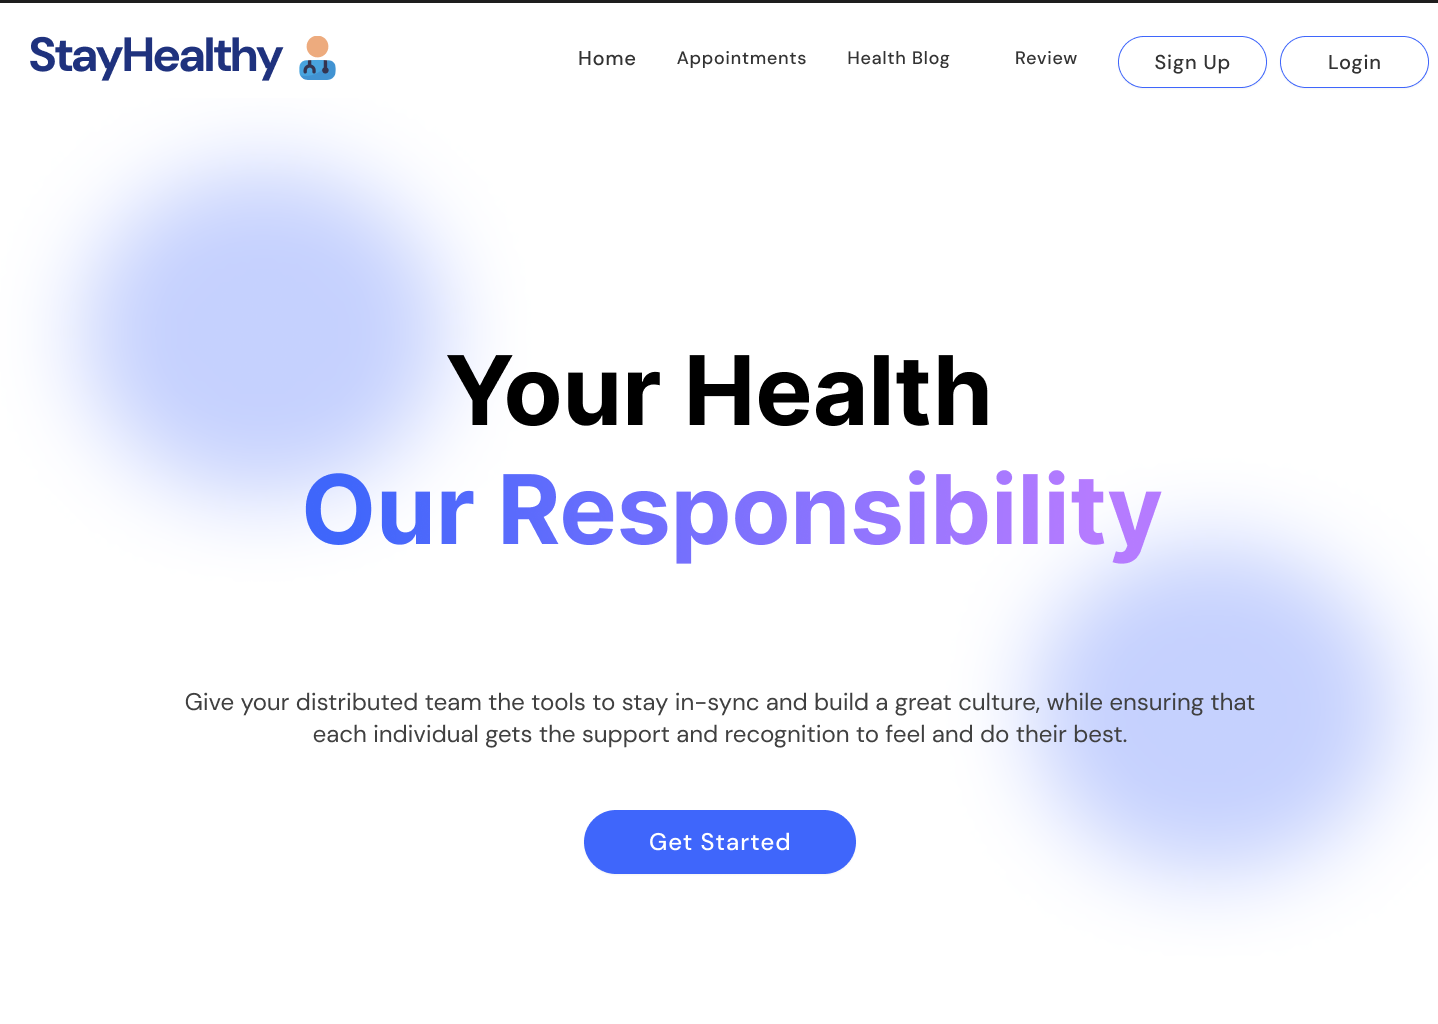 StayHealthy
Home Appointments Health Blog Review Sign Up Login
Your Health
Our Responsibility
Give your distributed team the tools to stay in-sync and build a great culture, while ensuring that
each individual gets the support and recognition to feel and do their best.
Get Started